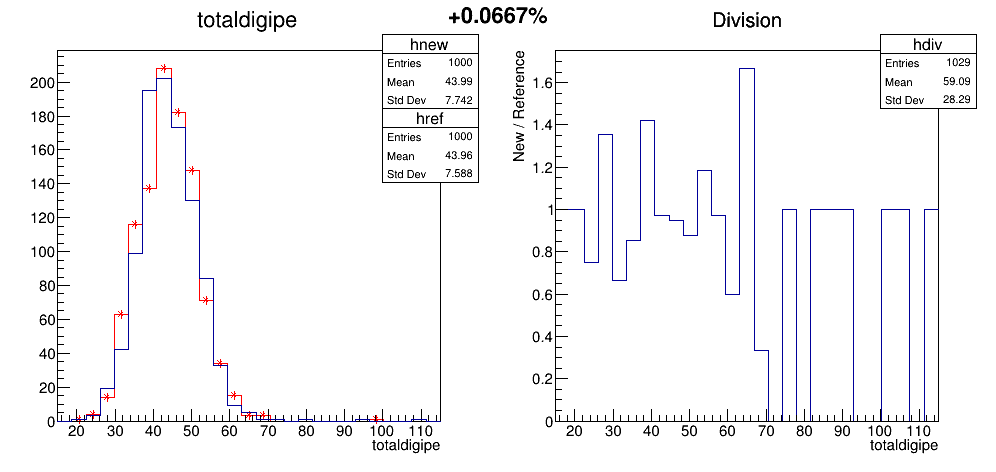 +0.0667%
totaldigipe
hnew
Entries 1000
Mean 43.99
Std Dev 7.742
href
Entries 1000
Mean 43.96
Std Dev 7.588
200
180
160
140
120
100
80
60
40
20
0
20 30 40 50 60 70 80 90 100 110
totaldigipe
Division
hdiv
Entries 1029
Mean 59.09
Std Dev 28.29
New / Reference
1.6
1.4
1.2
1
0.8
0.6
0.4
0.2
0
20 30 40 50 60 70 80 90 100 110
totaldigipe